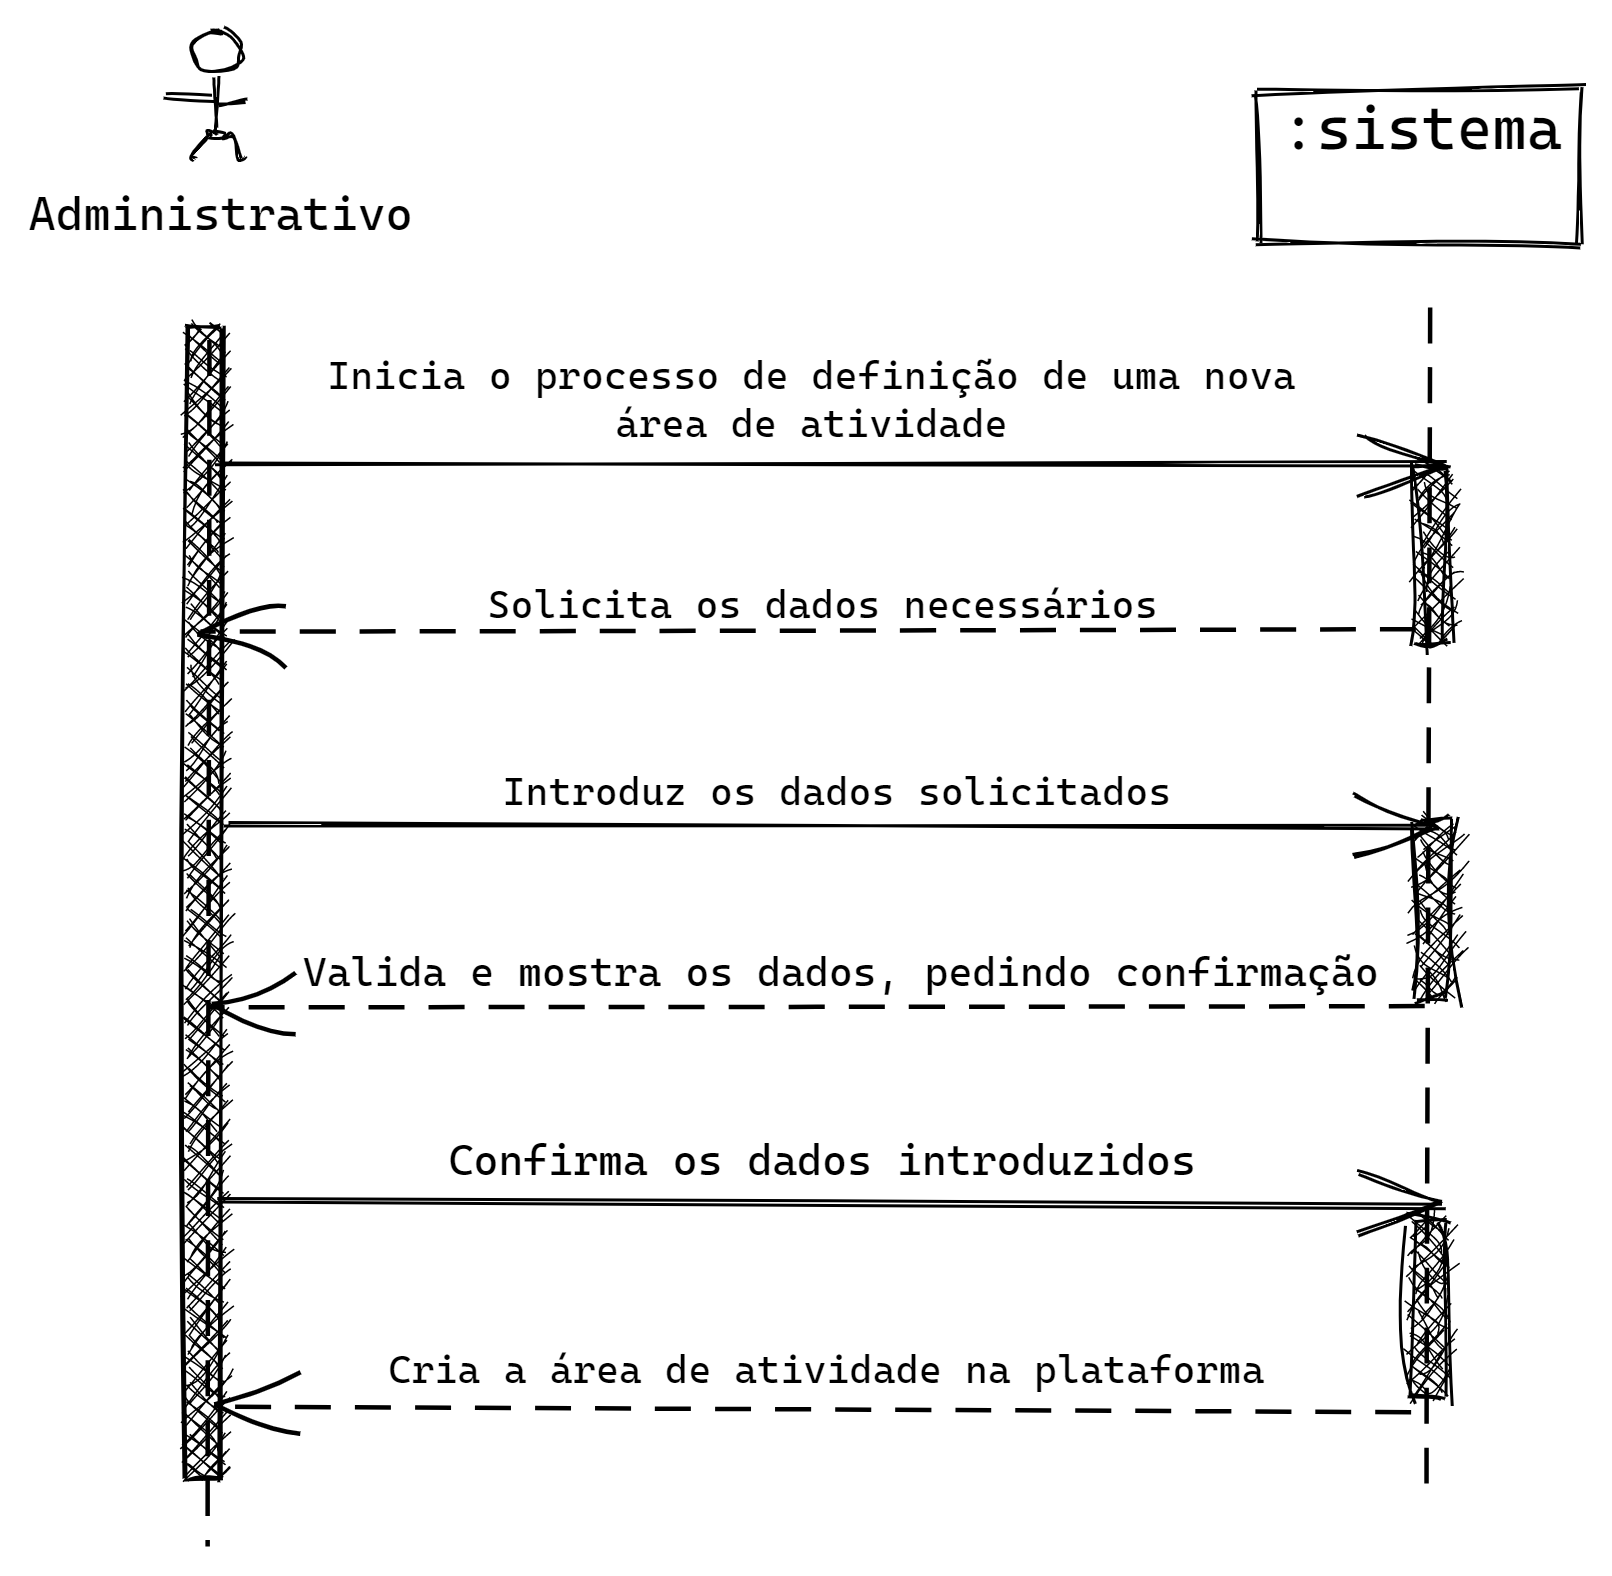 Administrativo
:sistema
Inicia o processo de definição de uma nova
área de atividade
Solicita os dados necessários
Introduz os dados solicitados
Valida e mostra os dados, pedindo confirmação
Confirma os dados introduzidos
Cria a área de atividade na plataforma